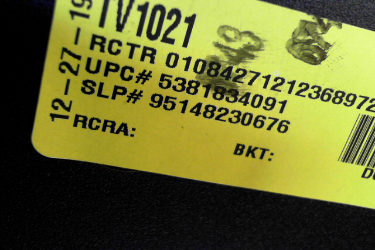 TV1021
RCTR 01084271212368972
UPC# 5381834091
SLP# 95148230676
RCRA:
BKT:
12-27-19